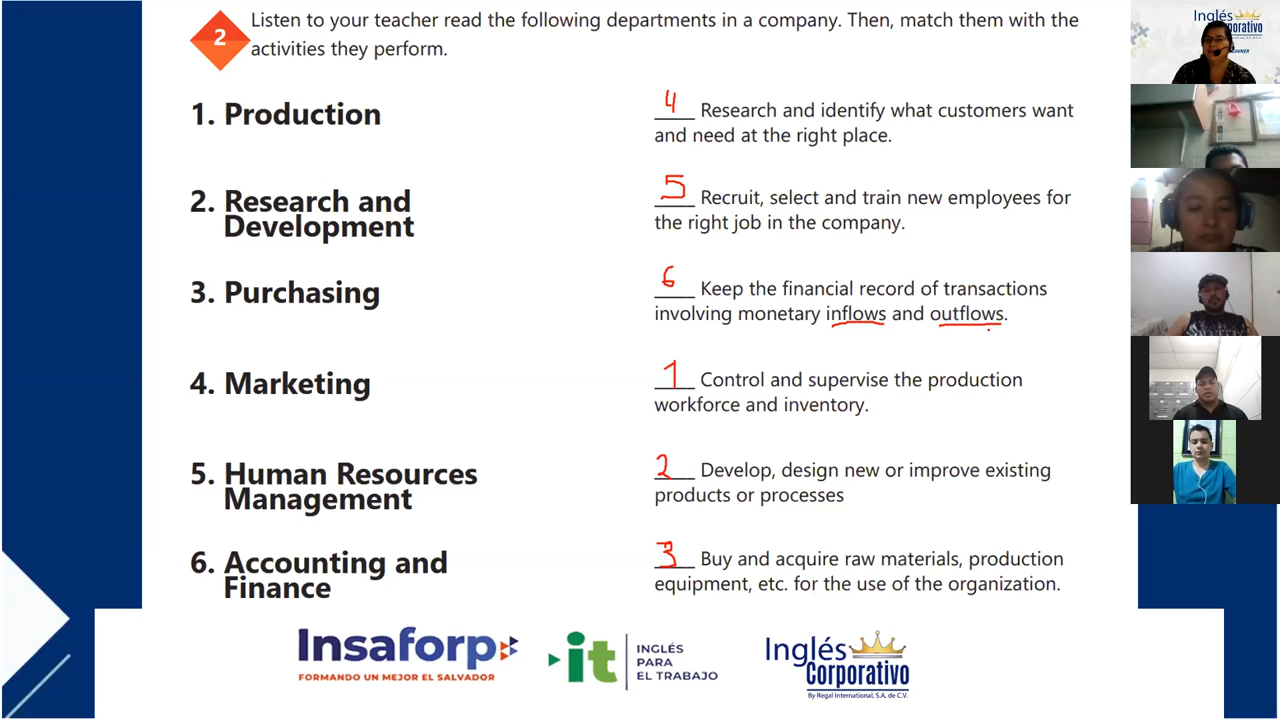 2
Listen to your teacher read the following departments in a company. Then, match them with the
activities they perform.
1. Production
2. Research and
Development
3. Purchasing
4. Marketing
5. Human Resources
Management
6. Accounting and
Finance
4 Research and identify what customers want
and need at the right place.
5 Recruit, select and train new employees for
the right job in the company.
6 Keep the financial record of transactions
involving monetary inflows and outflows.
1 Control and supervise the production
workforce and inventory.
2 Develop, design new or improve existing
products or processes
3 Buy and acquire raw materials, production
equipment, etc. for the use of the organization.
Insaforp
FORMANDO UN MEJOR EL SALVADOR
it
INGLÉS
PARA
EL TRABAJO
Inglés
Corporativo
By Regal International, S.A. de C.V.
Inglés
Corporativo